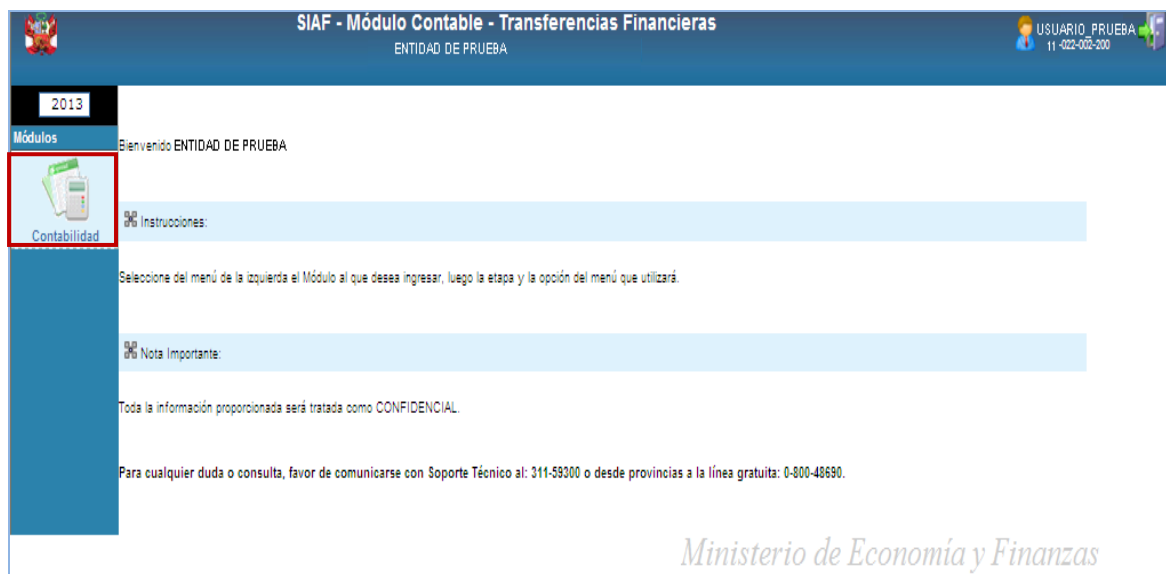 SIAF - Módulo Contable - Transferencias Financieras
ENTIDAD DE PRUEBA
USUARIO_PRUEBA
11 -022-002-200
2013
Módulos
Bienvenido ENTIDAD DE PRUEBA
Contabilidad
Instrucciones:
Seleccione del menú de la izquierda el Módulo al que desea ingresar, luego la etapa y la opción del menú que utilizará.
Nota Importante:
Toda la información proporcionada será tratada como CONFIDENCIAL.
Para cualquier duda o consulta, favor de comunicarse con Soporte Técnico al: 311-59300 o desde provincias a la línea gratuita: 0-800-48690.
Ministerio de Economía y Finanzas